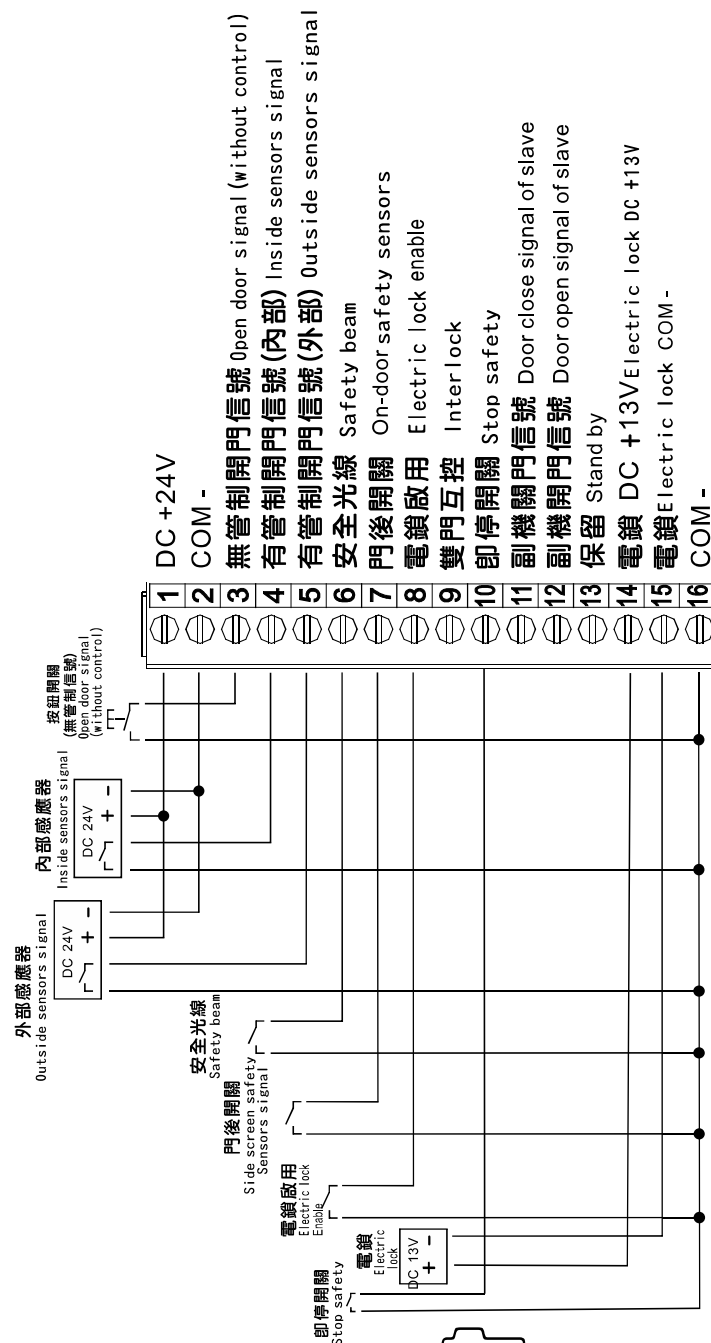 1 DC +24V
2 COM -
3 無管制開門信號 Open door signal (without control)
4 有管制開門信號(內部) Inside sensors signal
5 有管制開門信號(外部) Outside sensors signal
6 安全光線 Safety beam
7 門後開關 On-door safety sensors
8 電鎖啟用 Electric lock enable
9 雙門互控 Interlock
10 即停開關 Stop safety
11 副機關門信號 Door close signal of slave
12 副機開門信號 Door open signal of slave
13 保留 Stand by
14 電鎖 DC +13V Electric lock DC +13V
15 電鎖 Electric lock COM -
16 COM -
按鈕開關
(無管制信號)
Open door signal
(without control)
內部感應器
Inside sensors signal
DC 24V
+ -
外部感應器
Outside sensors signal
DC 24V
+ -
安全光線
Safety beam
門後開關
Side screen safety
Sensors signal
電鎖啟用
Electric lock
Enable
電鎖
Electric
lock
DC 13V
+ -
即停開關
Stop safety